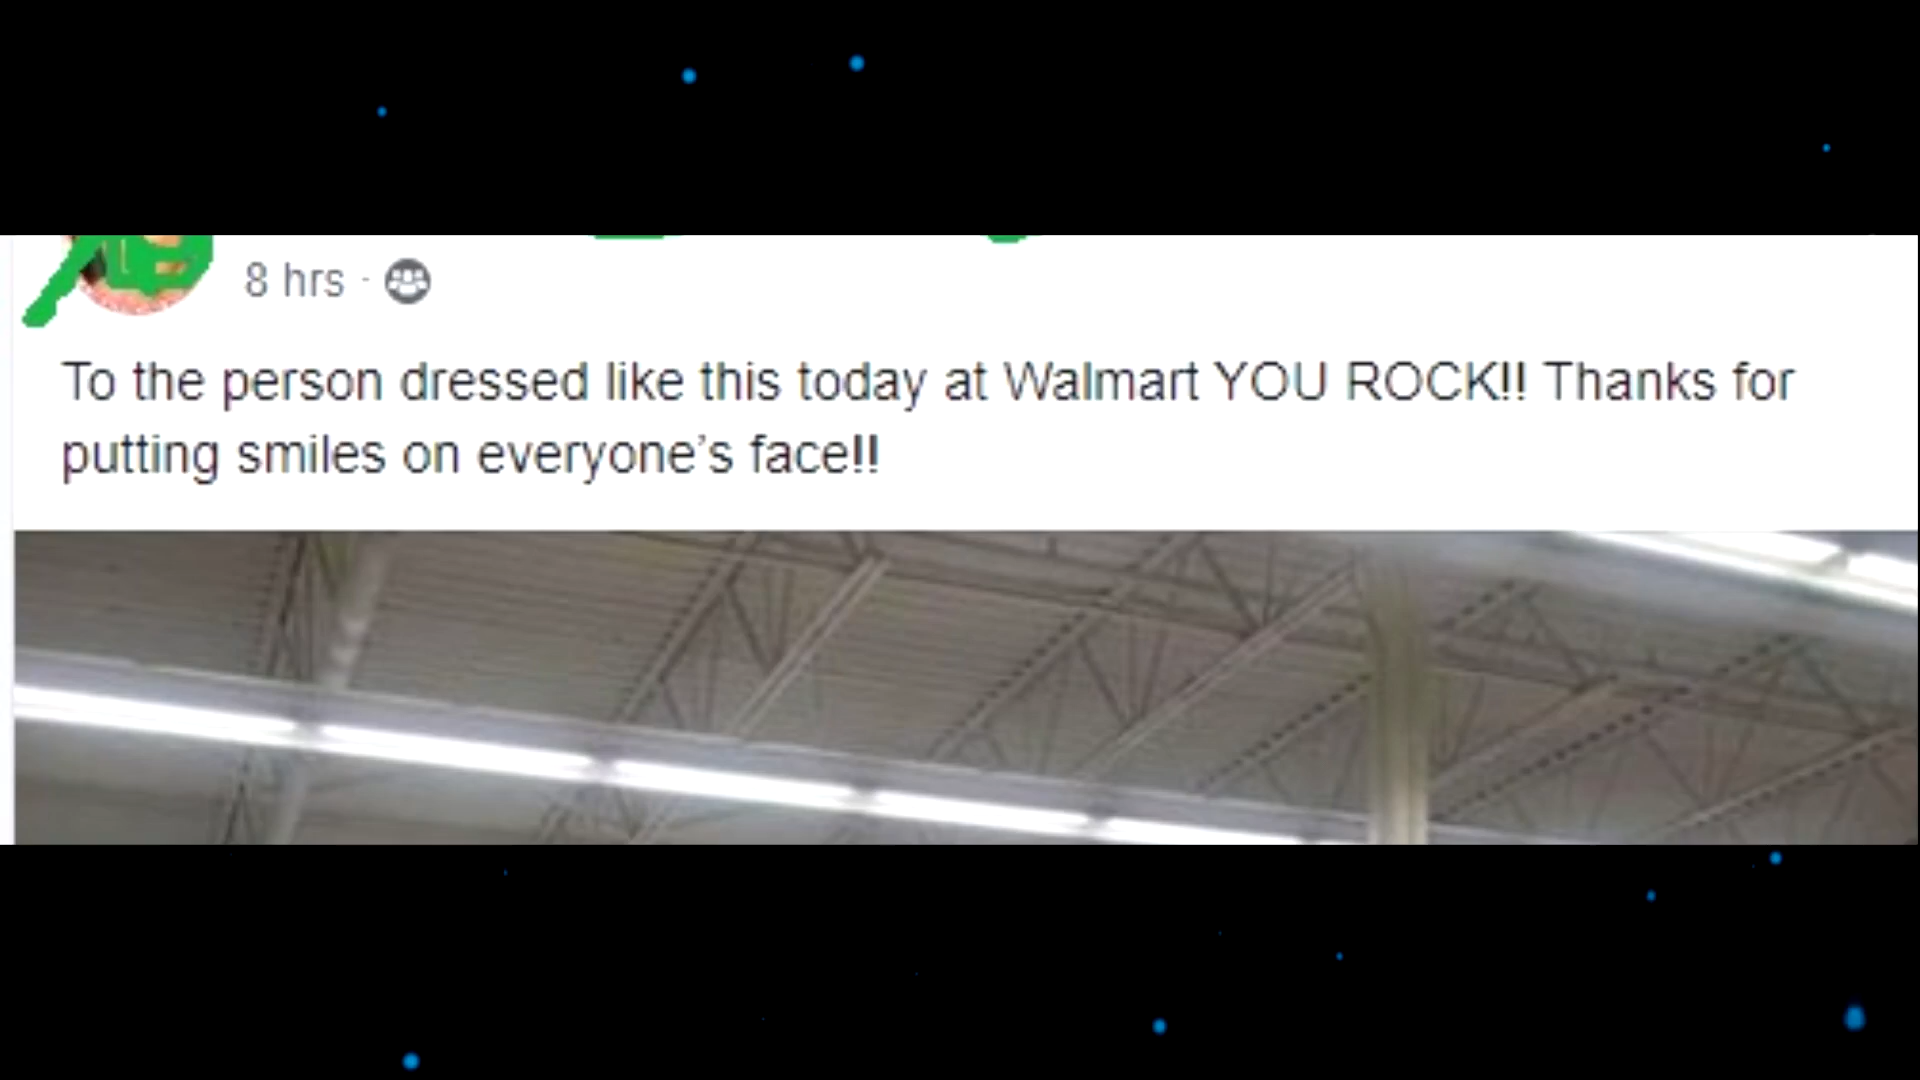 8 hrs ·
To the person dressed like this today at Walmart YOU ROCK!! Thanks for
putting smiles on everyone’s face!!